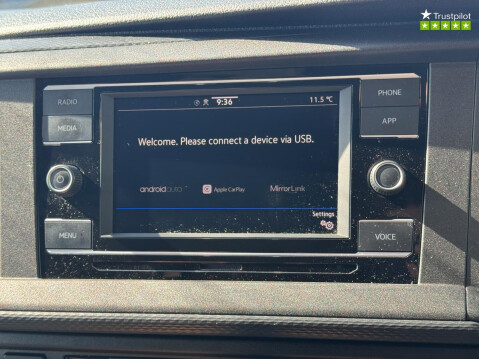 Trustpilot
RADIO
MEDIA
MENU
PHONE
APP
VOICE
9:36
11.5 °C
Welcome. Please connect a device via USB.
androidauto
Apple CarPlay
MirrorLink
Settings